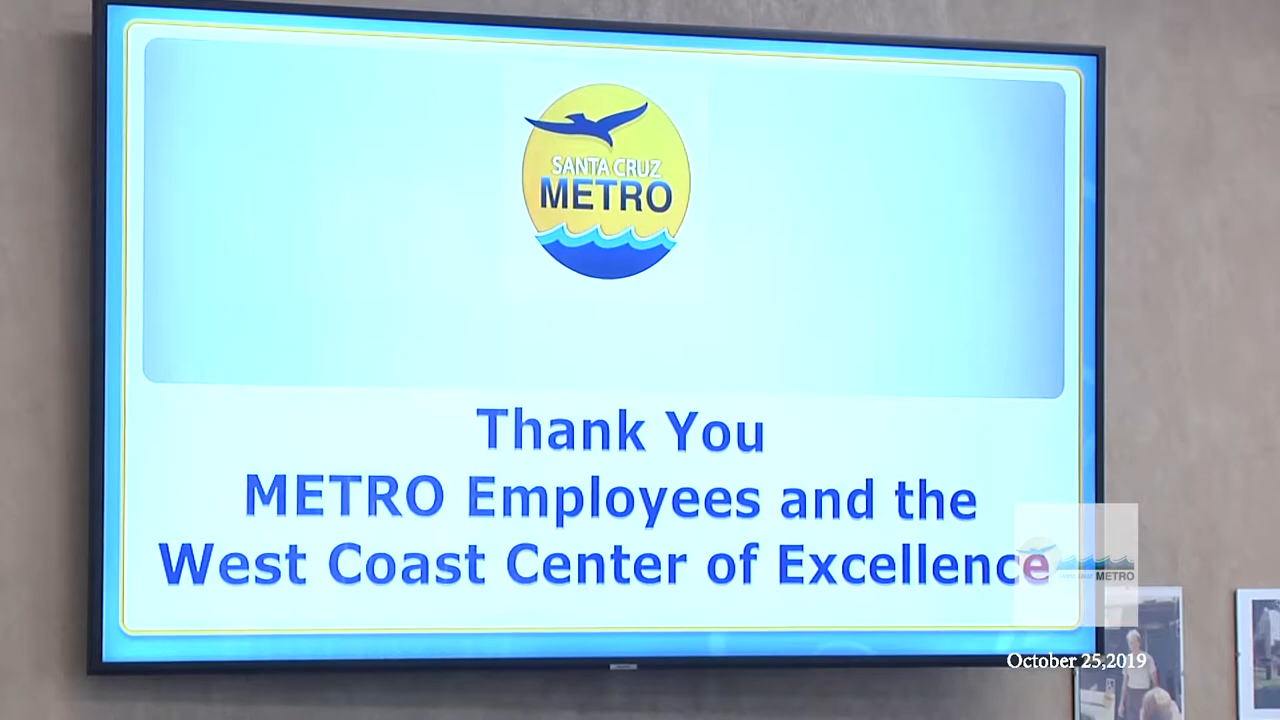 SANTA CRUZ
METRO
Thank You
METRO Employees and the
West Coast Center of Excellence
METRO
October 25,2019